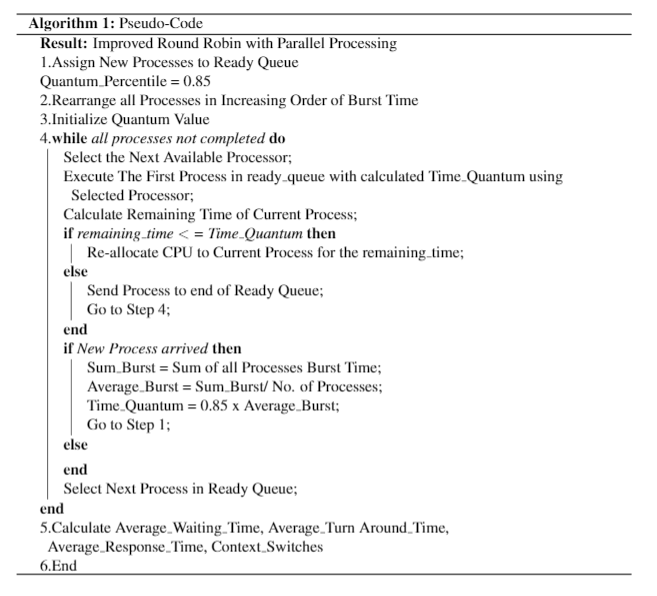 Algorithm 1: Pseudo-Code
Result: Improved Round Robin with Parallel Processing
1.Assign New Processes to Ready Queue
Quantum_Percentile = 0.85
2.Rearrange all Processes in Increasing Order of Burst Time
3.Initialize Quantum Value
4.while all processes not completed do
Select the Next Available Processor;
Execute The First Process in ready_queue with calculated Time_Quantum using
Selected Processor;
Calculate Remaining Time of Current Process;
if remaining_time < = Time_Quantum then
Re-allocate CPU to Current Process for the remaining_time;
else
Send Process to end of Ready Queue;
Go to Step 4;
end
if New Process arrived then
Sum_Burst = Sum of all Processes Burst Time;
Average_Burst = Sum_Burst/ No. of Processes;
Time_Quantum = 0.85 x Average_Burst;
Go to Step 1;
else
end
Select Next Process in Ready Queue;
end
5.Calculate Average_Waiting_Time, Average_Turn Around_Time,
Average_Response_Time, Context_Switches
6.End